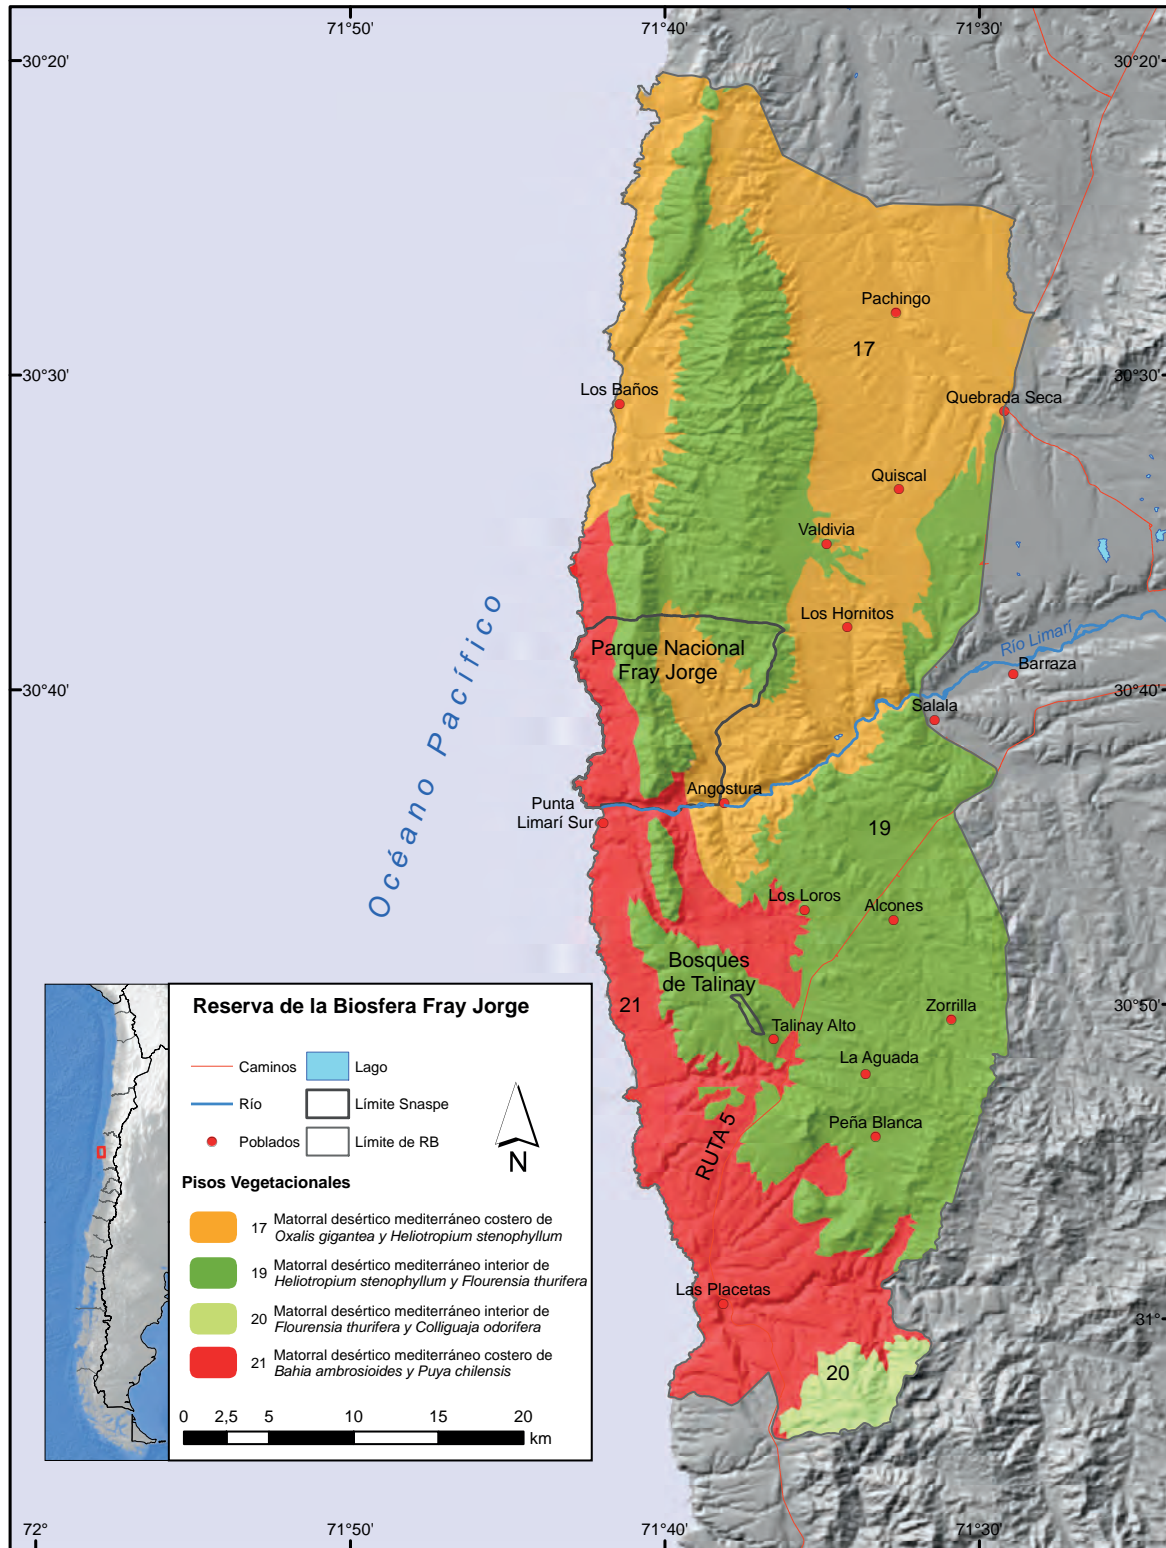 71°50'
71°40'
71°30'
30°20'
30°20'
Pachingo
17
30°30'
30°30'
Los Baños
Quebrada Seca
Quiscal
Valdivia
Los Hornitos
Océano Pacífico
Parque Nacional
Fray Jorge
Río Limarí
Barraza
30°40'
30°40'
Salala
Angostura
Punta
Limarí Sur
19
Los Loros
Alcones
Bosques
de Talinay
21
Zorrilla
30°50'
Talinay Alto
La Aguada
Peña Blanca
RUTA 5
Las Placetas
31°
20
Reserva de la Biosfera Fray Jorge
Caminos
Lago
Río
Límite Snaspe
Poblados
Límite de RB
N
Pisos Vegetacionales
17 Matorral desértico mediterráneo costero de
Oxalis gigantea y Heliotropium stenophyllum
19 Matorral desértico mediterráneo interior de
Heliotropium stenophyllum y Flourensia thurifera
20 Matorral desértico mediterráneo interior de
Flourensia thurifera y Colliguaja odorifera
21 Matorral desértico mediterráneo costero de
Bahia ambrosioides y Puya chilensis
0 2,5 5 10 15 20
km
72°
71°50'
71°40'
71°30'